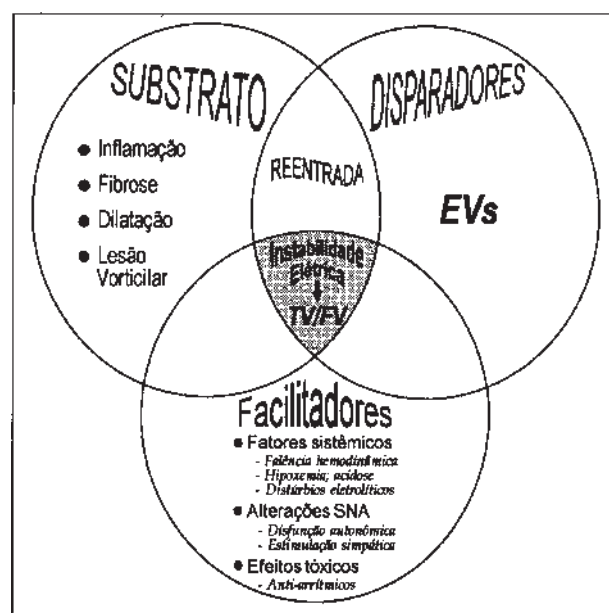 SUBSTRATO
● Inflamação
● Fibrose
● Dilatação
● Lesão
Vorticilar
REENTRADA
DISPARADORES
EVs
Instabilidade
Elétrica
TV/FV
Facilitadores
● Fatores sistêmicos
- Falência hemodinâmica
- Hipoxemia; acidose
- Distúrbios eletrolíticos
● Alterações SNA
- Disfunção autonômica
- Estimulação simpática
● Efeitos tóxicos
- Anti-arrítmicos